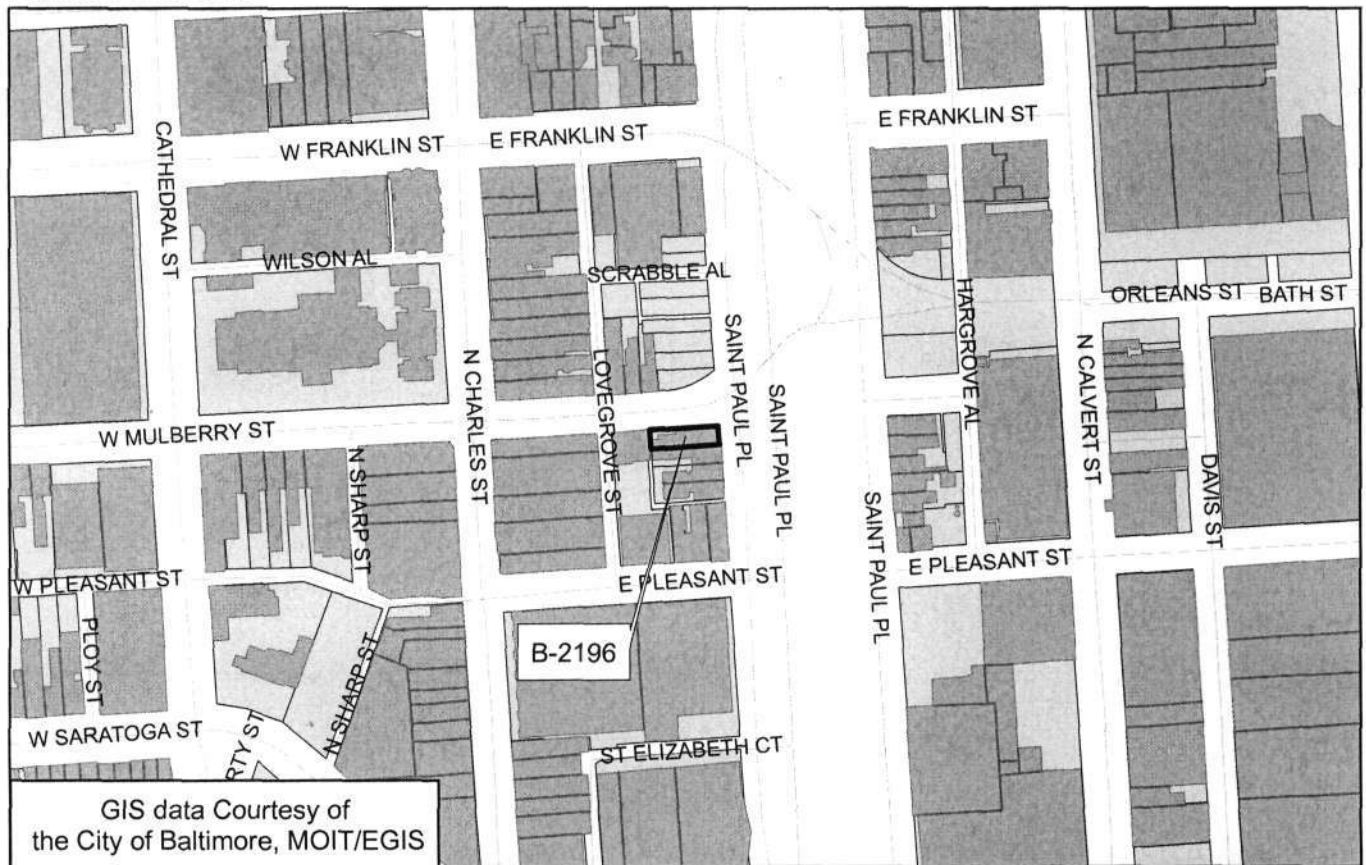 W FRANKLIN ST
E FRANKLIN ST
E FRANKLIN ST
CATHEDRAL ST
WILSON AL
SCRABBLE AL
ORLEANS ST
BATH ST
HARGROVE AL
SAINT PAUL PL
N CHARLES ST
LOVEGROVE ST
SAINT PAUL PL
N CALVERT ST
W MULBERRY ST
N SHARP ST
DAVIS ST
SAINT PAUL PL
W PLEASANT ST
E PLEASANT ST
E PLEASANT ST
PLOY ST
N SHARP ST
B-2196
W SARATOGA ST
RTY ST
ST ELIZABETH CT
GIS data Courtesy of
the City of Baltimore, MOIT/EGIS